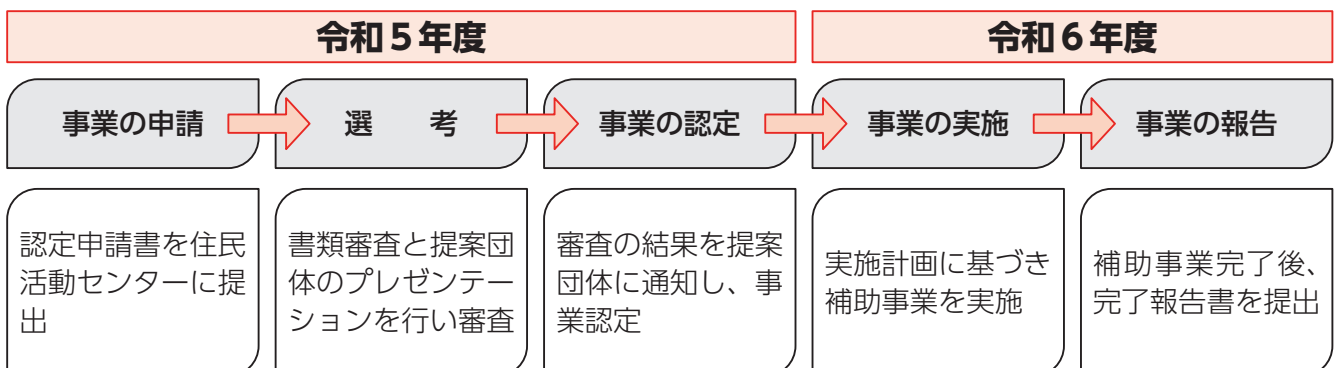 令和5年度
令和6年度
事業の申請
選　考
事業の認定
事業の実施
事業の報告
認定申請書を住民
活動センターに提
出
書類審査と提案団
体のプレゼンテー
ションを行い審査
審査の結果を提案
団体に通知し、事
業認定
実施計画に基づき
補助事業を実施
補助事業完了後、
完了報告書を提出